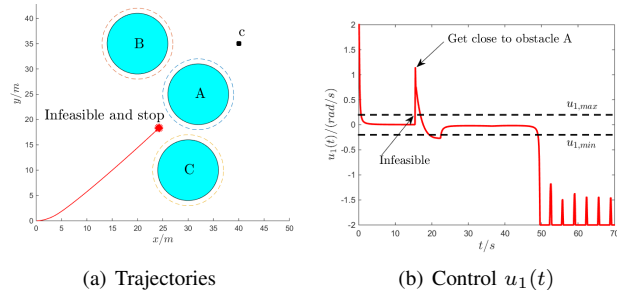 40
35
30
25
20
15
10
5
0
y/m
B
c
A
Infeasible and stop
C
0 5 10 15 20 25 30 35 40 45 50
x/m
(a) Trajectories
2
1.5
1
0.5
0
-0.5
-1
-1.5
-2
u1(t)/(rad/s)
Get close to obstacle A
u1,max
u1,min
Infeasible
0 10 20 30 40 50 60 70
t/s
(b) Control u1(t)